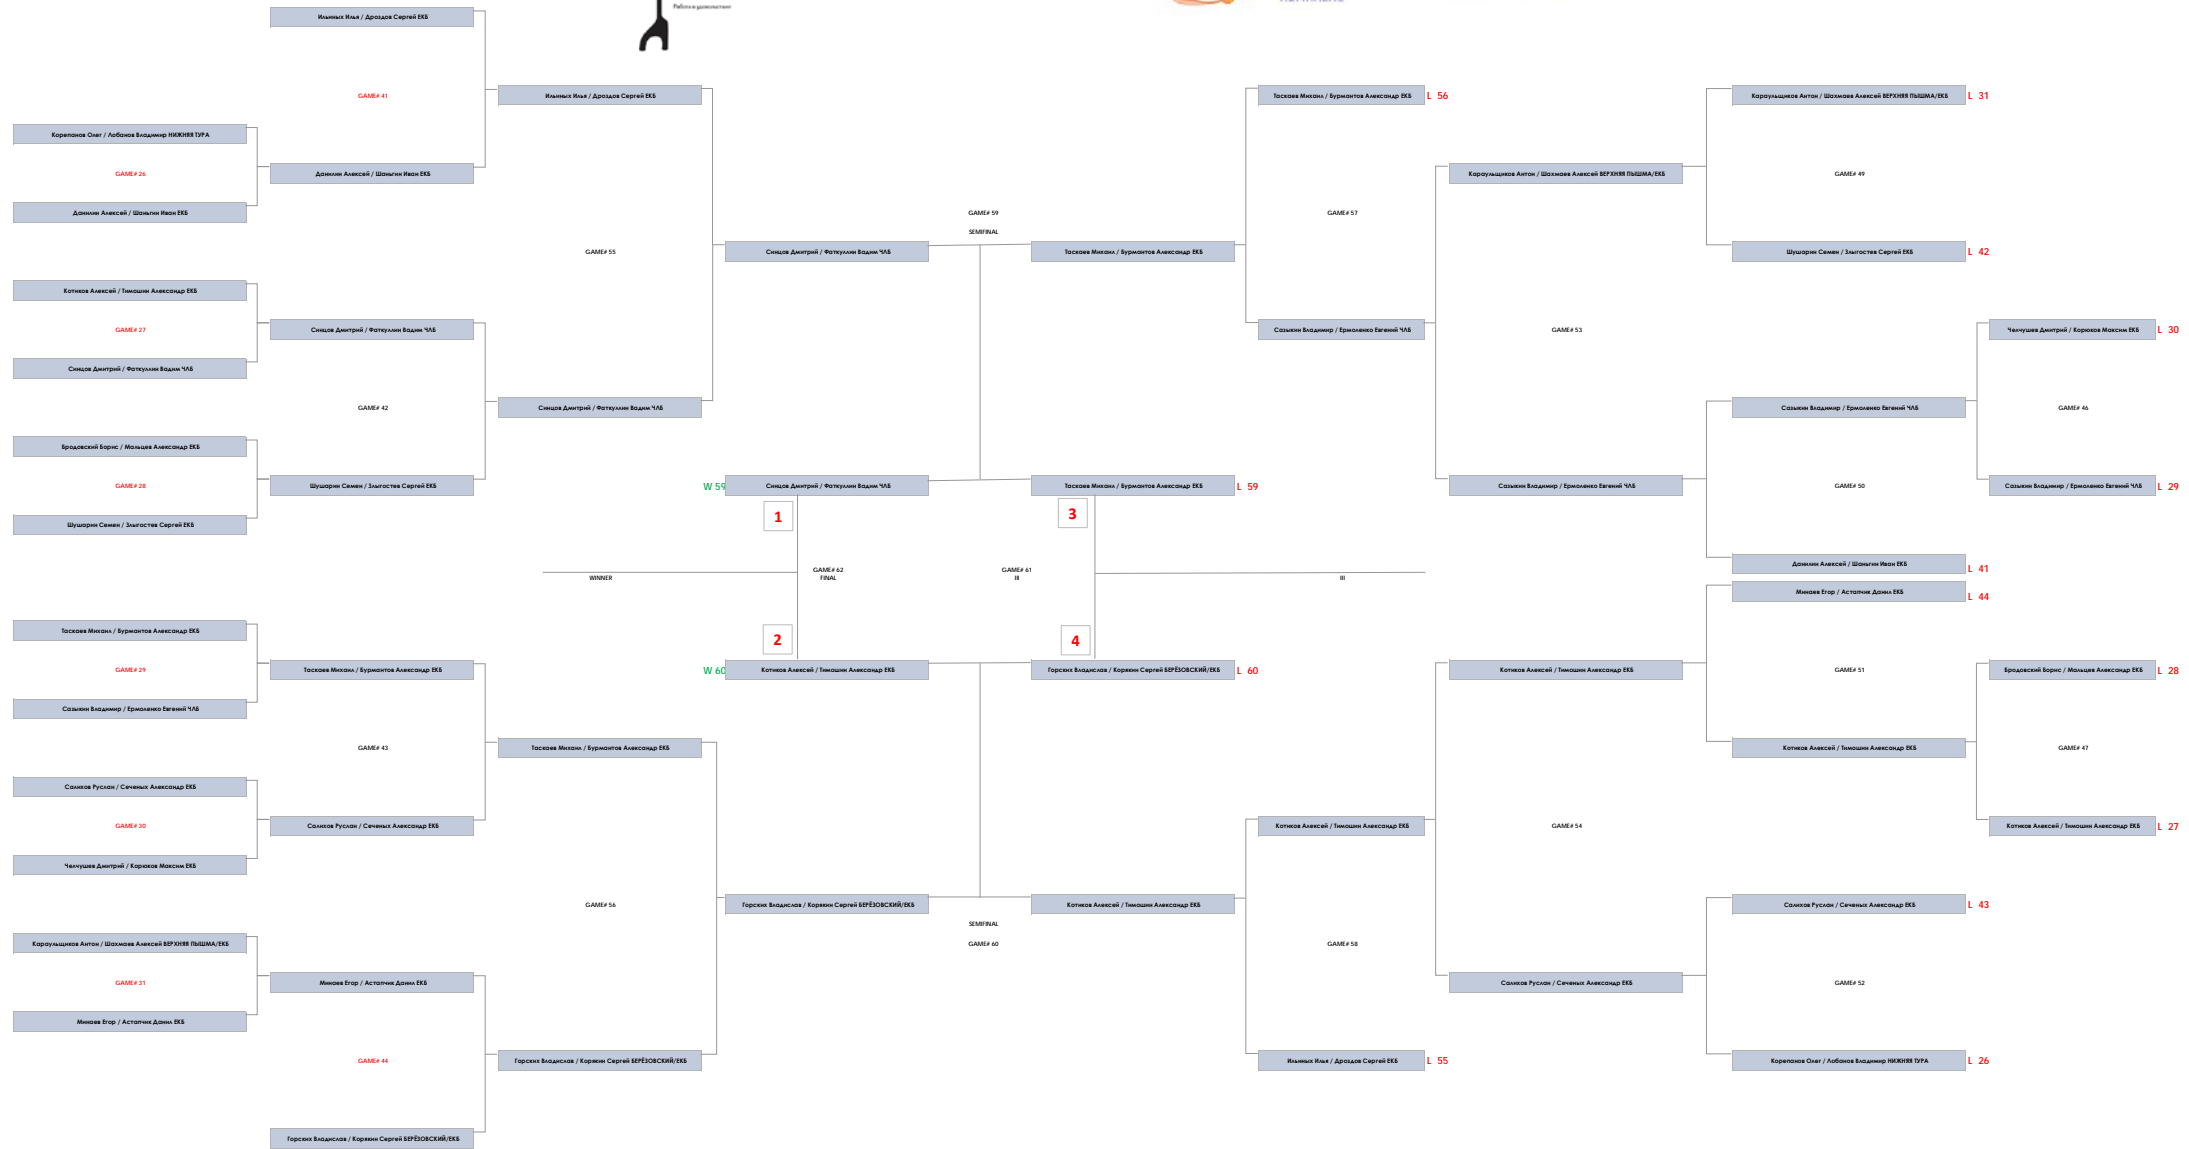 Работа в удовольствие
Ильиных Илья / Дроздов Сергей ЕКБ
GAME# 41
Корепанов Олег / Лобанов Владимир НИЖНЯЯ ТУРА
GAME# 26
Данилин Алексей / Шаньгин Иван ЕКБ
Данилин Алексей / Шаньгин Иван ЕКБ
Ильиных Илья / Дроздов Сергей ЕКБ
GAME# 55
Котиков Алексей / Тимошин Александр ЕКБ
GAME# 27
Синцов Дмитрий / Фаткуллин Вадим ЧЛБ
Синцов Дмитрий / Фаткуллин Вадим ЧЛБ
GAME# 42
Синцов Дмитрий / Фаткуллин Вадим ЧЛБ
Бродовский Борис / Мальцев Александр ЕКБ
GAME# 28
Шушарин Семен / Злыгостев Сергей ЕКБ
Шушарин Семен / Злыгостев Сергей ЕКБ
Синцов Дмитрий / Фаткуллин Вадим ЧЛБ
GAME# 59
SEMIFINAL
Таскаев Михаил / Бурмантов Александр ЕКБ
Таскаев Михаил / Бурмантов Александр ЕКБ L 56
GAME# 57
Сазыкин Владимир / Ермоленко Евгений ЧЛБ
Караульщиков Антон / Шахмаев Алексей ВЕРХНЯЯ ПЫШМА/ЕКБ
GAME# 53
Сазыкин Владимир / Ермоленко Евгений ЧЛБ
Караульщиков Антон / Шахмаев Алексей ВЕРХНЯЯ ПЫШМА/ЕКБ L 31
GAME# 49
Шушарин Семен / Злыгостев Сергей ЕКБ L 42
Сазыкин Владимир / Ермоленко Евгений ЧЛБ
GAME# 50
Данилин Алексей / Шаньгин Иван ЕКБ L 41
Челчушев Дмитрий / Корюков Максим ЕКБ L 30
GAME# 46
Сазыкин Владимир / Ермоленко Евгений ЧЛБ L 29
W 59 Синцов Дмитрий / Фаткуллин Вадим ЧЛБ
Таскаев Михаил / Бурмантов Александр ЕКБ L 59
1
3
WINNER
GAME# 62
FINAL
GAME# 61
III
III
2
4
W 60 Котиков Алексей / Тимошин Александр ЕКБ
Горских Владислав / Корякин Сергей БЕРЁЗОВСКИЙ/ЕКБ L 60
Таскаев Михаил / Бурмантов Александр ЕКБ
GAME# 29
Сазыкин Владимир / Ермоленко Евгений ЧЛБ
Таскаев Михаил / Бурмантов Александр ЕКБ
GAME# 43
Салихов Руслан / Сеченых Александр ЕКБ
Салихов Руслан / Сеченых Александр ЕКБ
GAME# 30
Челчушев Дмитрий / Корюков Максим ЕКБ
Таскаев Михаил / Бурмантов Александр ЕКБ
GAME# 56
Горских Владислав / Корякин Сергей БЕРЁЗОВСКИЙ/ЕКБ
Караульщиков Антон / Шахмаев Алексей ВЕРХНЯЯ ПЫШМА/ЕКБ
GAME# 31
Минаев Егор / Астапчик Данил ЕКБ
Минаев Егор / Астапчик Данил ЕКБ
GAME# 44
Горских Владислав / Корякин Сергей БЕРЁЗОВСКИЙ/ЕКБ
Горских Владислав / Корякин Сергей БЕРЁЗОВСКИЙ/ЕКБ
SEMIFINAL
GAME# 60
Котиков Алексей / Тимошин Александр ЕКБ
Котиков Алексей / Тимошин Александр ЕКБ
GAME# 58
Ильиных Илья / Дроздов Сергей ЕКБ L 55
Котиков Алексей / Тимошин Александр ЕКБ
GAME# 54
Салихов Руслан / Сеченых Александр ЕКБ
Минаев Егор / Астапчик Данил ЕКБ L 44
GAME# 51
Котиков Алексей / Тимошин Александр ЕКБ
Бродовский Борис / Мальцев Александр ЕКБ L 28
GAME# 47
Котиков Алексей / Тимошин Александр ЕКБ L 27
Салихов Руслан / Сеченых Александр ЕКБ L 43
GAME# 52
Корепанов Олег / Лобанов Владимир НИЖНЯЯ ТУРА L 26